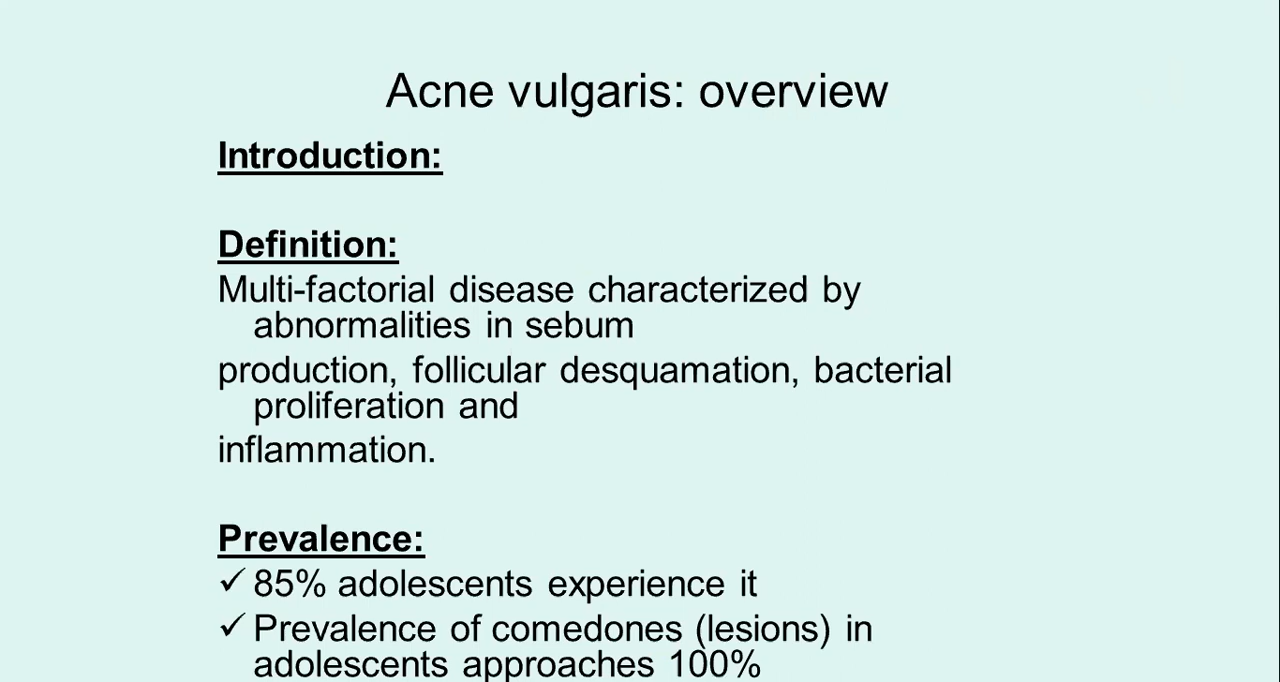 Acne vulgaris: overview
Introduction:
Definition:
Multi-factorial disease characterized by
abnormalities in sebum
production, follicular desquamation, bacterial
proliferation and
inflammation.
Prevalence:
✓ 85% adolescents experience it
✓ Prevalence of comedones (lesions) in
adolescents approaches 100%